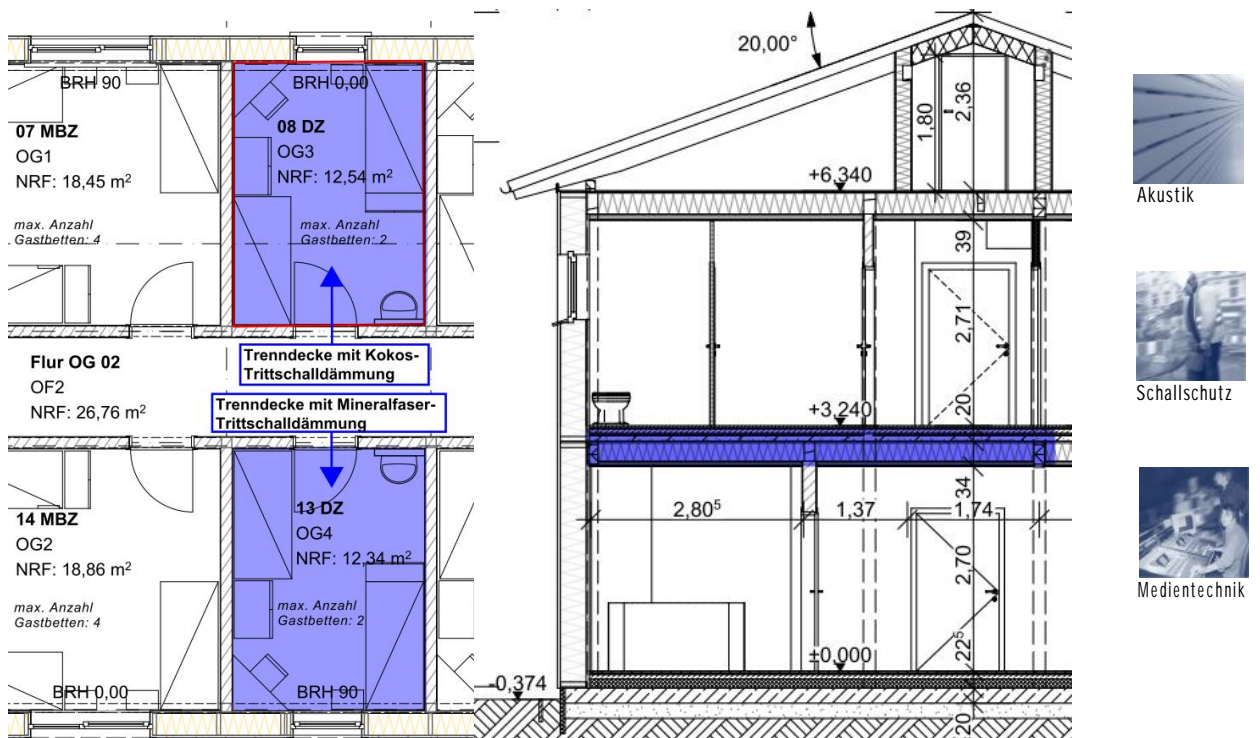 BRH 90
BRH 0,00
07 MBZ
OG1
NRF: 18,45 m²
max. Anzahl
Gastbetten: 4
08 DZ
OG3
NRF: 12,54 m²
max. Anzahl
Gastbetten: 2
Trenndecke mit Kokos-
Trittschalldämmung
Flur OG 02
OF2
NRF: 26,76 m²
Trenndecke mit Mineralfaser-
Trittschalldämmung
14 MBZ
OG2
NRF: 18,86 m²
max. Anzahl
Gastbetten: 4
BRH 0,00
13 DZ
OG4
NRF: 12,34 m²
max. Anzahl
Gastbetten: 2
BRH 90
20,00°
1,80
2,36
+6.340
39
2,71
+3.240
20
34
2,80⁵
1,37
1,74
2,70
±0.000
22⁵
-0,374
20
Akustik
Schallschutz
Medientechnik